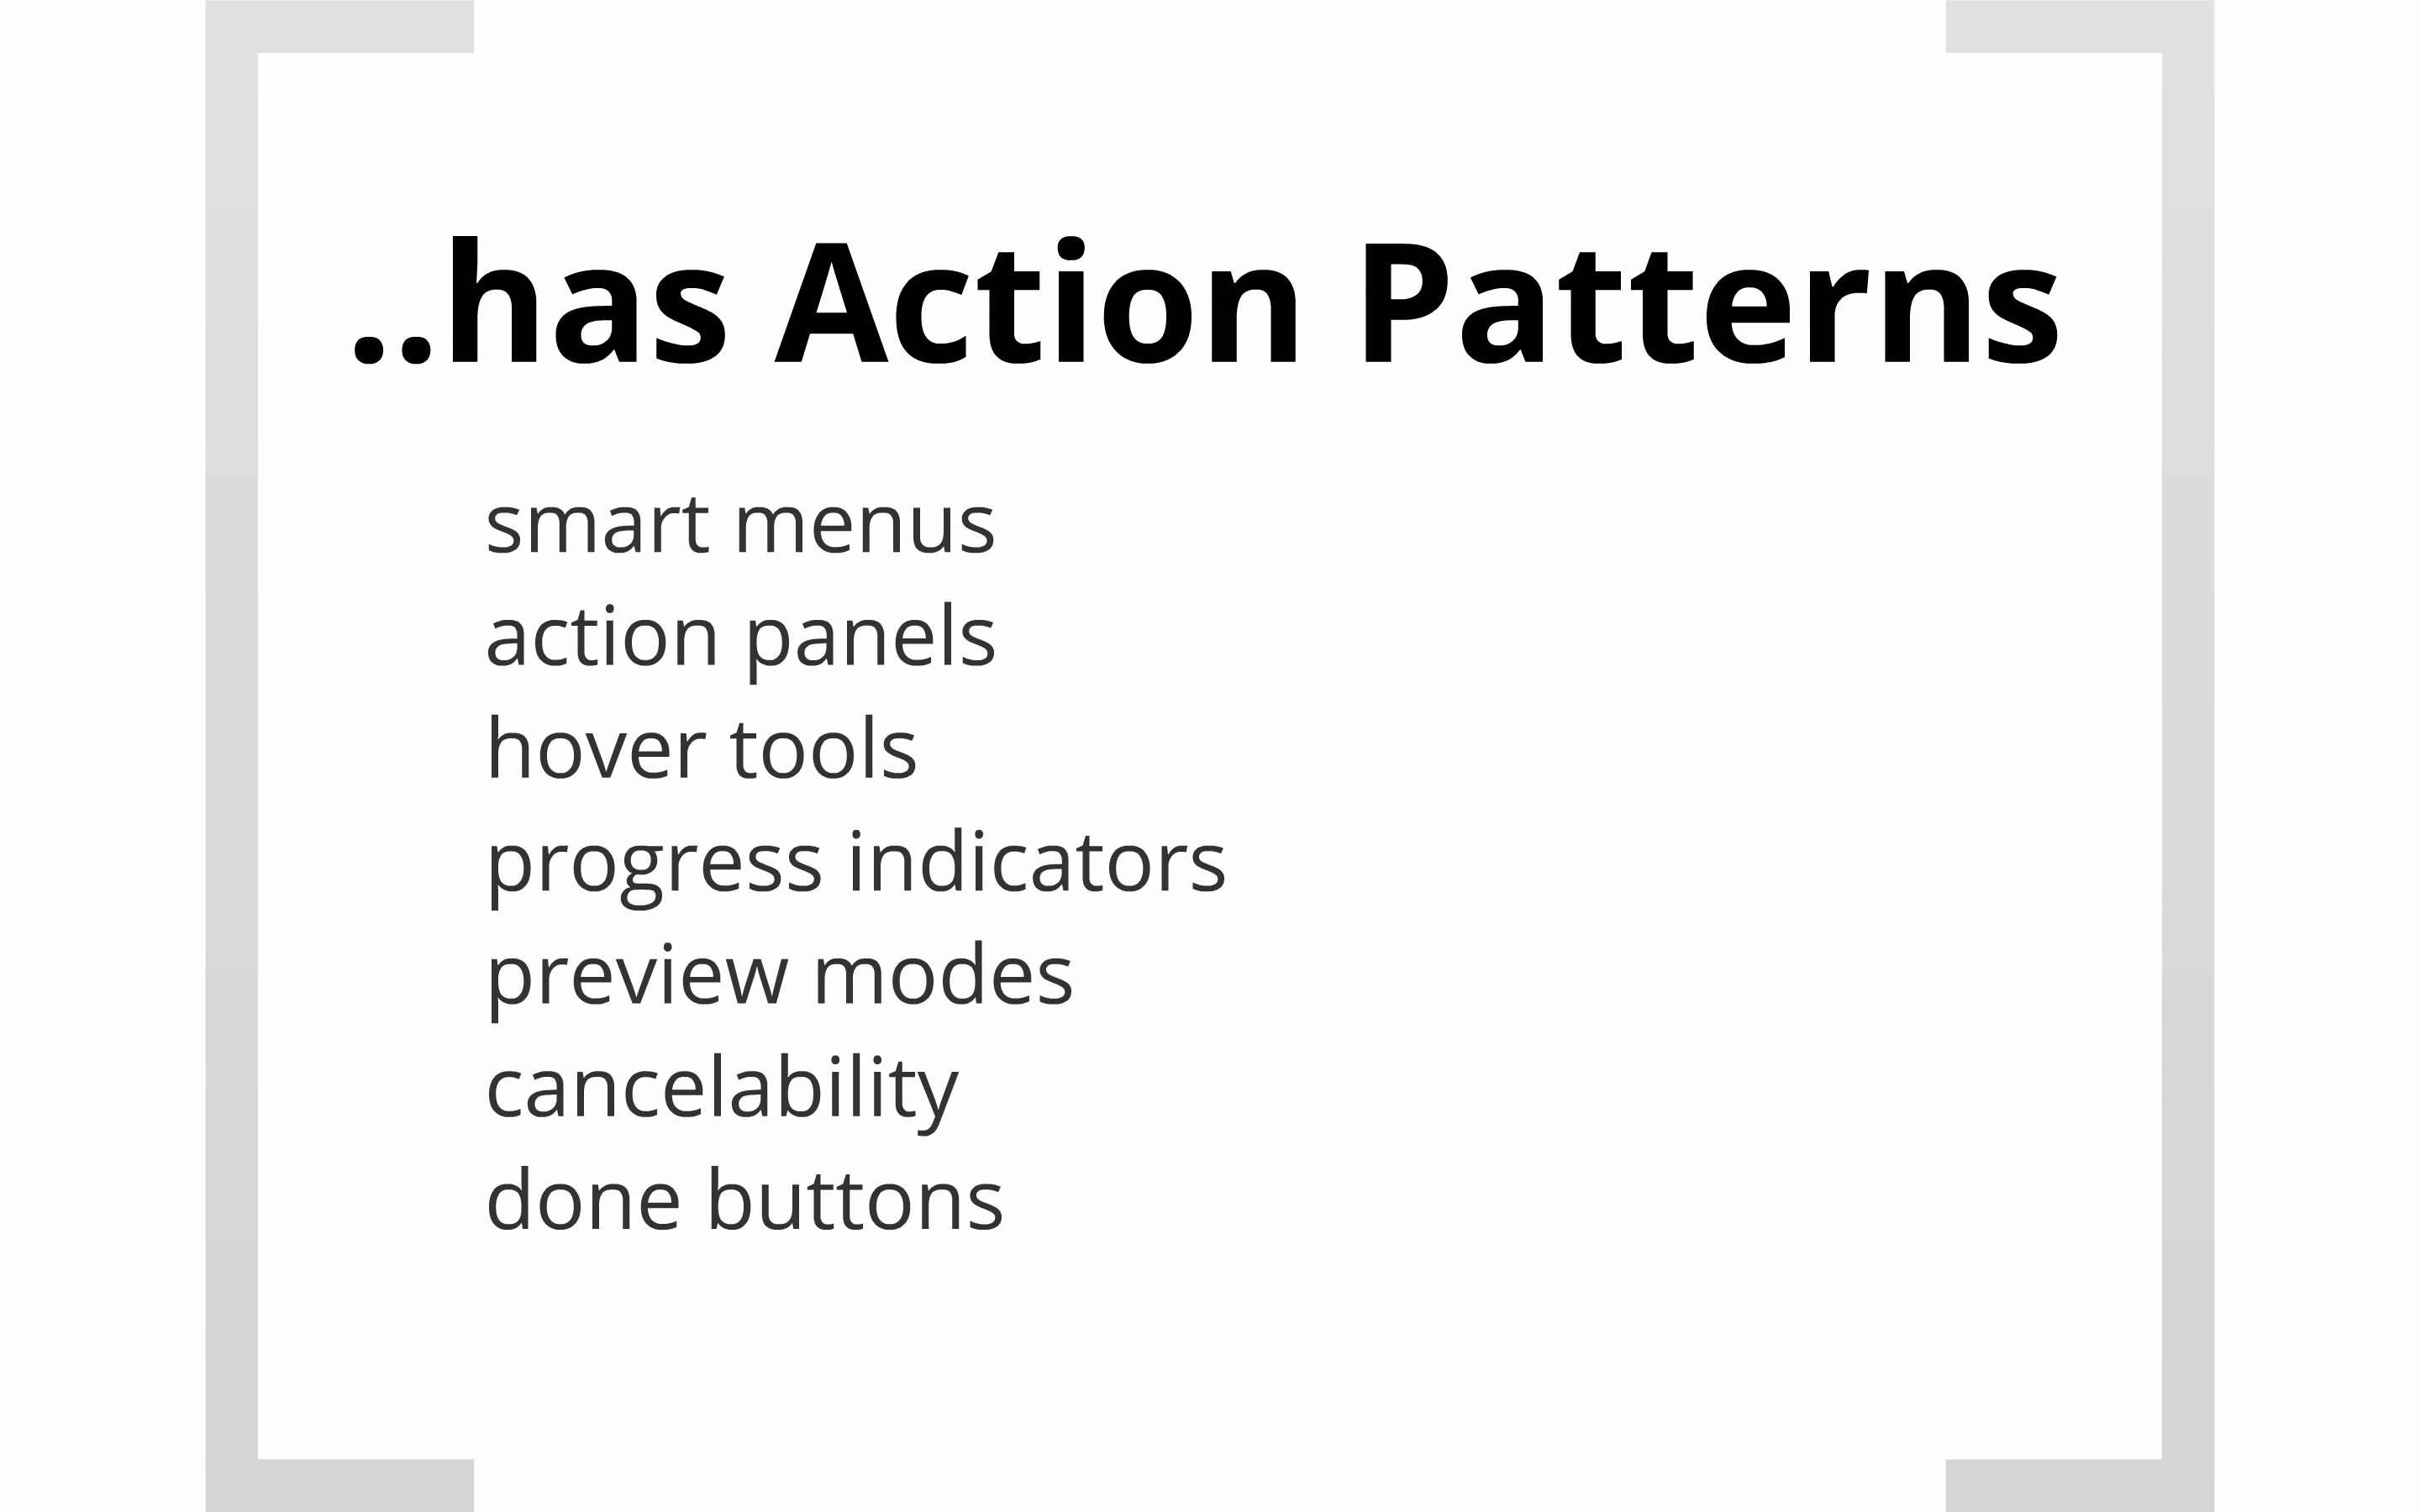 ..has Action Patterns
smart menus
action panels
hover tools
progress indicators
preview modes
cancelability
done buttons